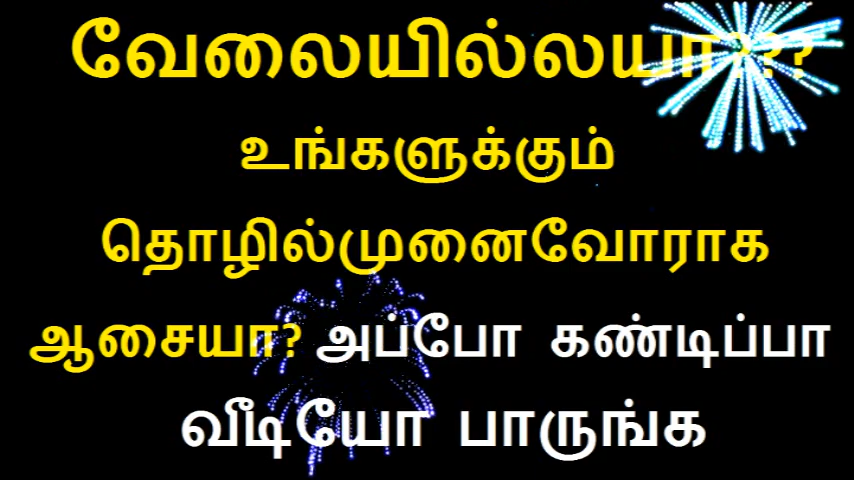 வேலையில்லயா???
உங்களுக்கும்
தொழில்முனைவோராக
ஆசையா? அப்போ கண்டிப்பா
வீடியோ பாருங்க